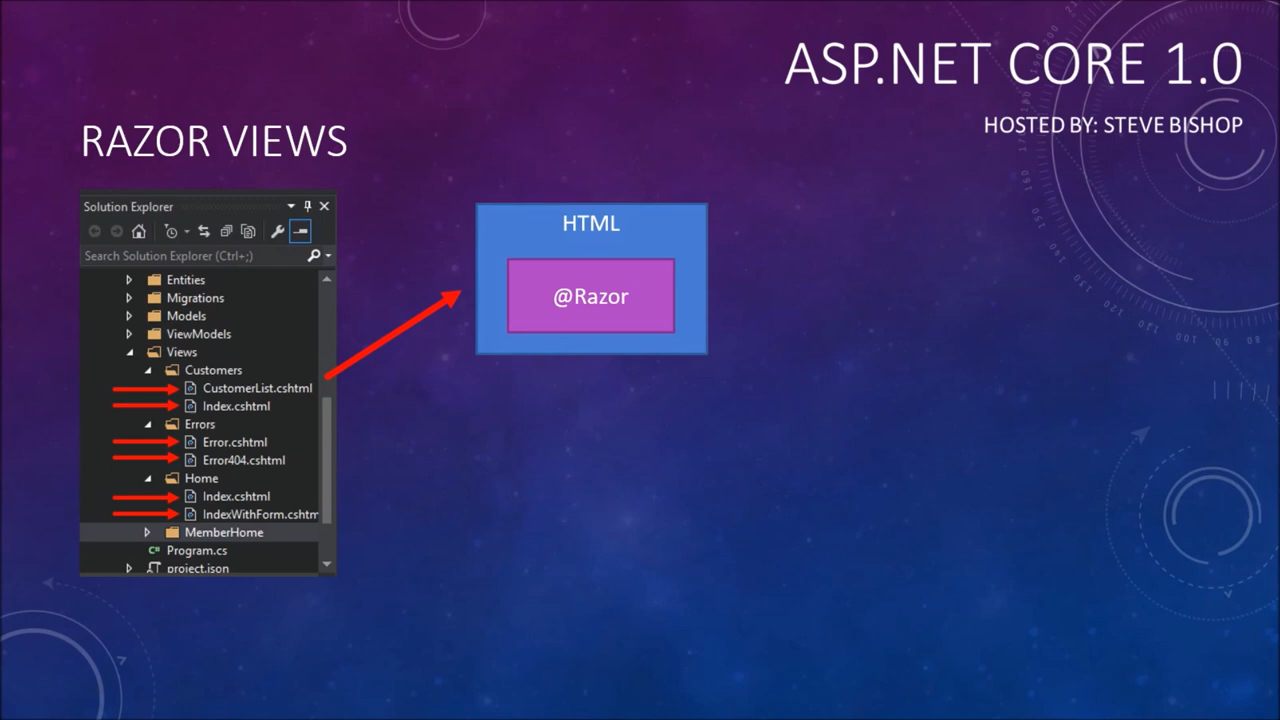 ASP.NET CORE 1.0
HOSTED BY: STEVE BISHOP
RAZOR VIEWS
Solution Explorer
Search Solution Explorer (Ctrl+;)
Entities
Migrations
Models
ViewModels
Views
Customers
CustomerList.cshtml
Index.cshtml
Errors
Error.cshtml
Error404.cshtml
Home
Index.cshtml
IndexWithForm.cshtm
MemberHome
C# Program.cs
project.json
HTML
@Razor